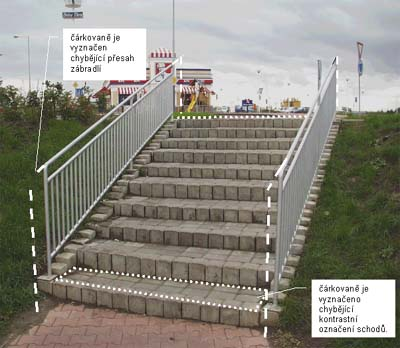 čárkovaně je
vyznačen
chybějící přesah
zábradlí
čárkovaně je
vyznačeno
chybějící
kontrastní
označení schodů.